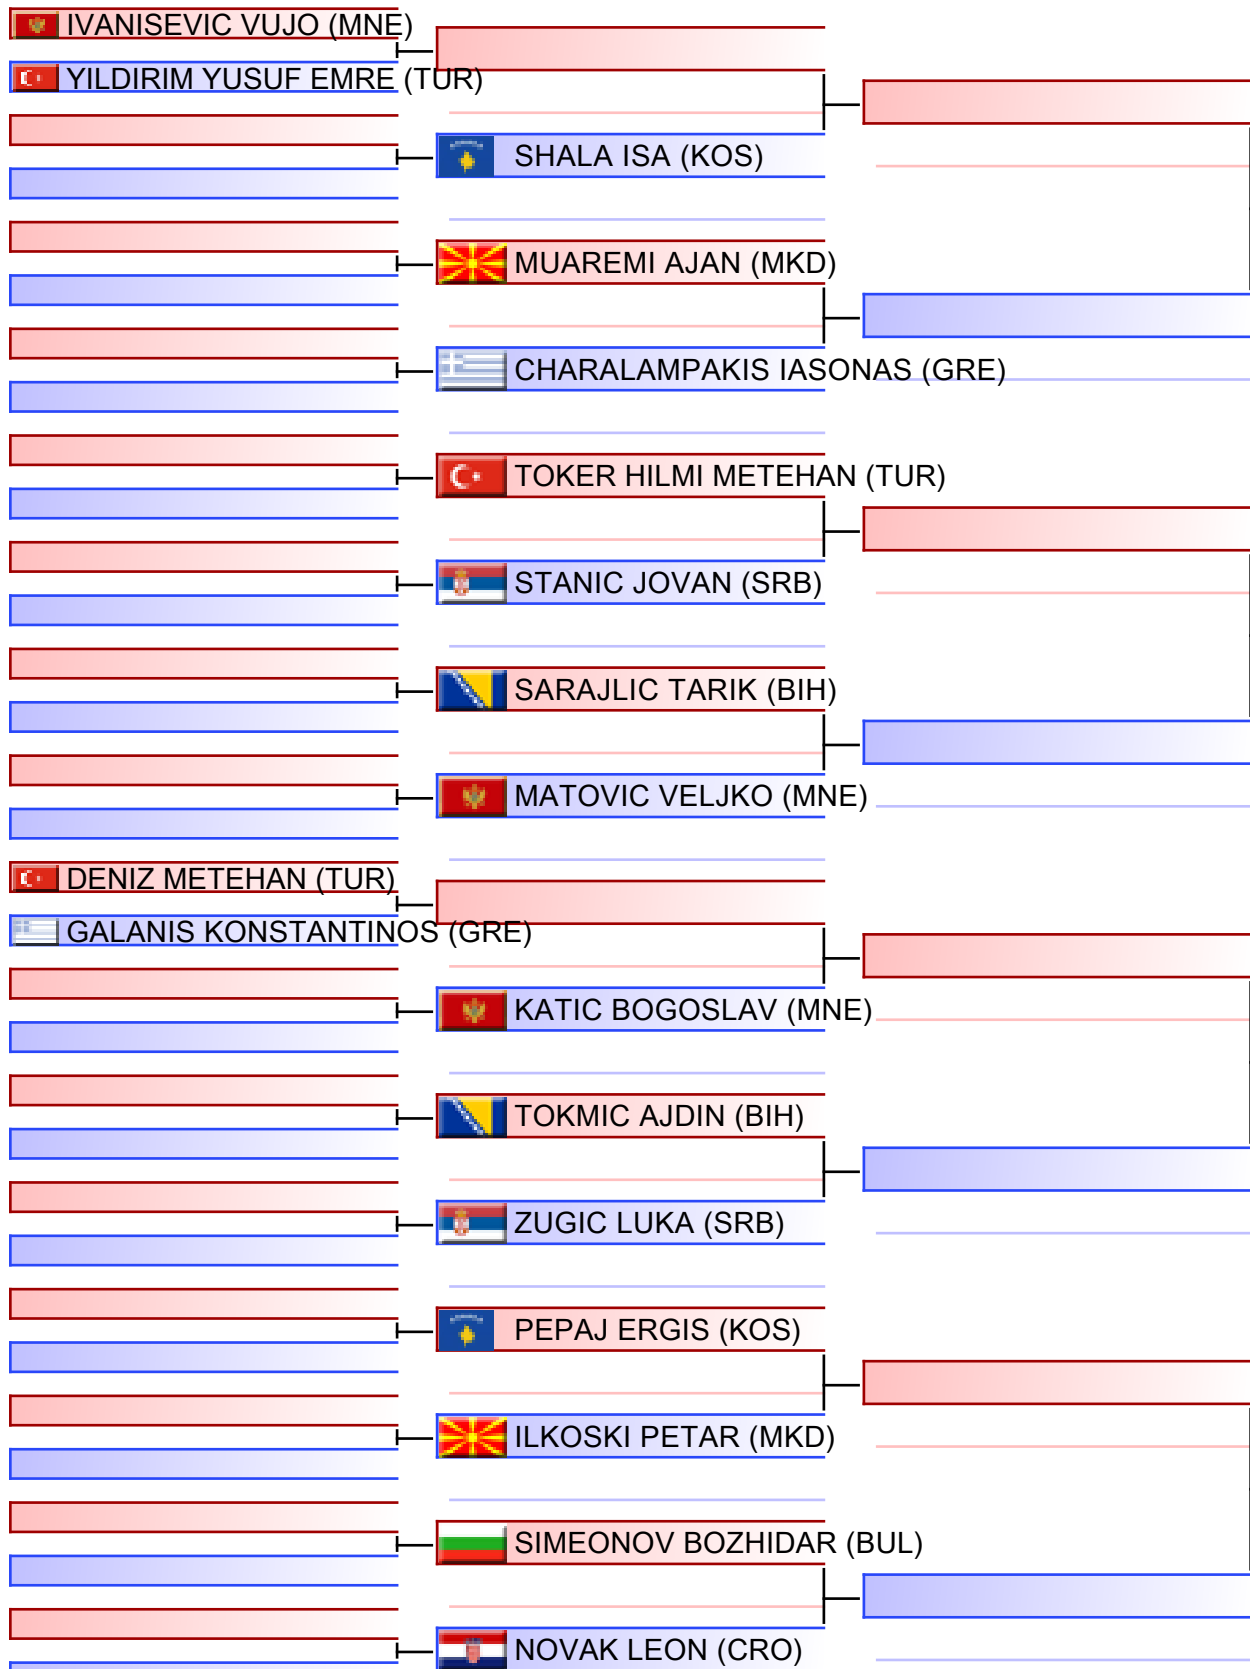 IVANISEVIC VUJO (MNE)
YILDIRIM YUSUF EMRE (TUR)
SHALA ISA (KOS)
MUAREMI AJAN (MKD)
CHARALAMPAKIS IASONAS (GRE)
TOKER HILMI METEHAN (TUR)
STANIC JOVAN (SRB)
SARAJLIC TARIK (BIH)
MATOVIC VELJKO (MNE)
DENIZ METEHAN (TUR)
GALANIS KONSTANTINOS (GRE)
KATIC BOGOSLAV (MNE)
TOKMIC AJDIN (BIH)
ZUGIC LUKA (SRB)
PEPAJ ERGIS (KOS)
ILKOSKI PETAR (MKD)
SIMEONOV BOZHIDAR (BUL)
NOVAK LEON (CRO)